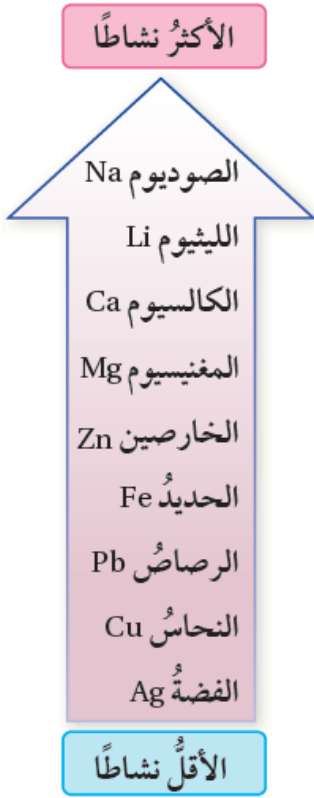 الأكثرُ نشاطًا
الصوديوم Na
الليثيوم Li
الكالسيوم Ca
المغنيسيوم Mg
الخارصين Zn
الحديدُ Fe
الرصاصُ Pb
النحاسُ Cu
الفضةُ Ag
الأقلُّ نشاطًا